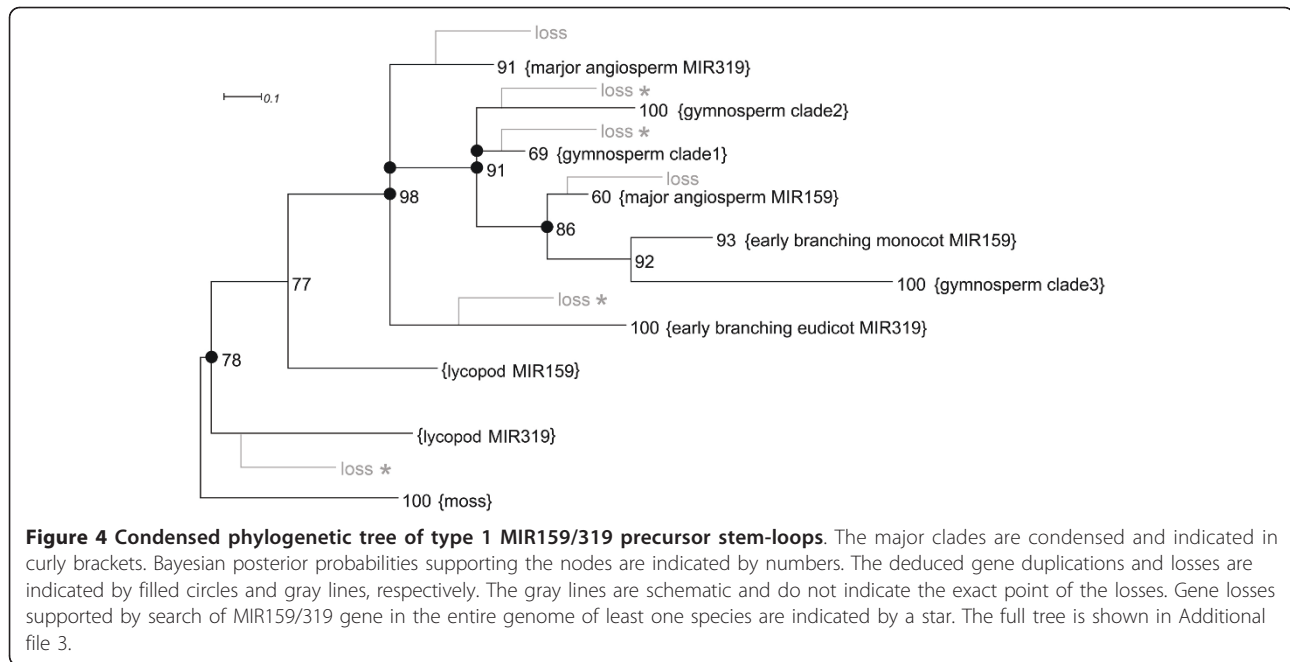 loss
91 {marjor angiosperm MIR319}
0.1
loss *
100 {gymnosperm clade2}
loss *
69 {gymnosperm clade1}
91
loss
60 {major angiosperm MIR159}
98
86
93 {early branching monocot MIR159}
92
77
100 {gymnosperm clade3}
loss *
100 {early branching eudicot MIR319}
78
{lycopod MIR159}
{lycopod MIR319}
loss *
100 {moss}
Figure 4 Condensed phylogenetic tree of type 1 MIR159/319 precursor stem-loops. The major clades are condensed and indicated in
curly brackets. Bayesian posterior probabilities supporting the nodes are indicated by numbers. The deduced gene duplications and losses are
indicated by filled circles and gray lines, respectively. The gray lines are schematic and do not indicate the exact point of the losses. Gene losses
supported by search of MIR159/319 gene in the entire genome of least one species are indicated by a star. The full tree is shown in Additional
file 3.